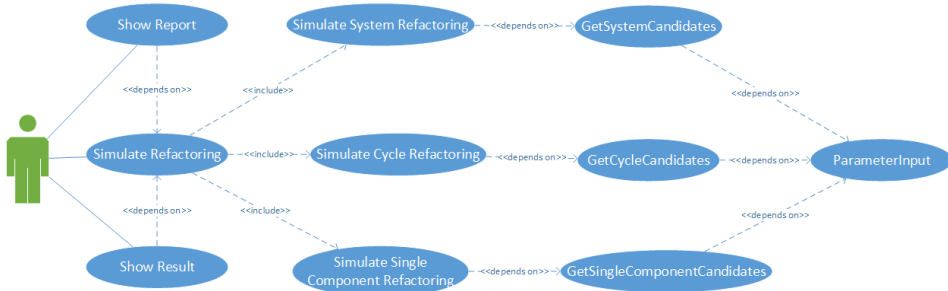 Show Report
Simulate System Refactoring
<<depends on>>
GetSystemCandidates
<<depends on>>
<<include>>
<<depends on>>
Simulate Refactoring
<<include>>
Simulate Cycle Refactoring
<<depends on>>
GetCycleCandidates
<<depends on>>
ParameterInput
<<depends on>>
<<include>>
<<depends on>>
Show Result
Simulate Single
Component Refactoring
<<depends on>>
GetSingleComponentCandidates